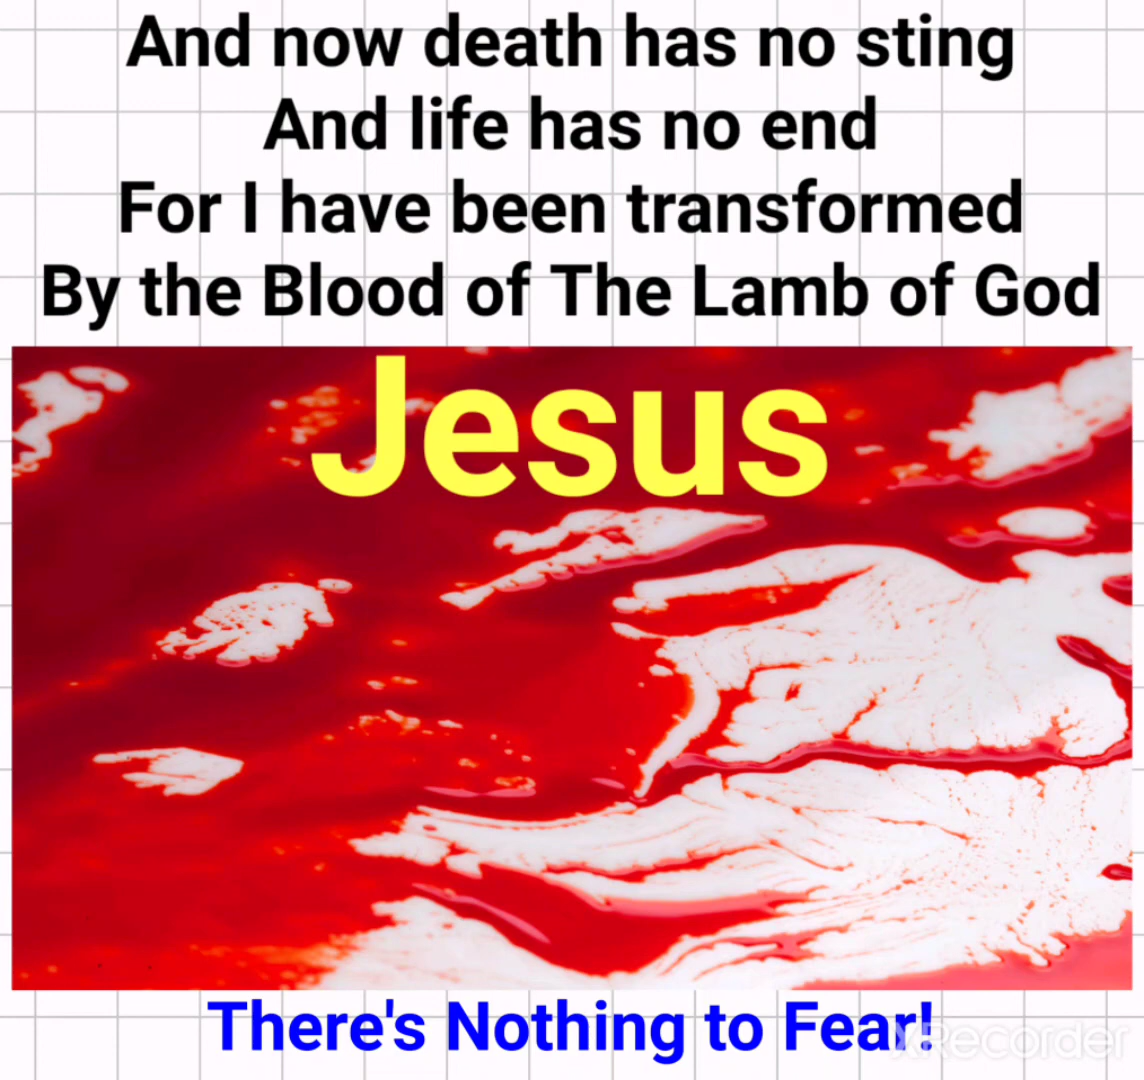 And now death has no sting
And life has no end
For I have been transformed
By the Blood of The Lamb of God
Jesus
There's Nothing to Fear!
XRecorder